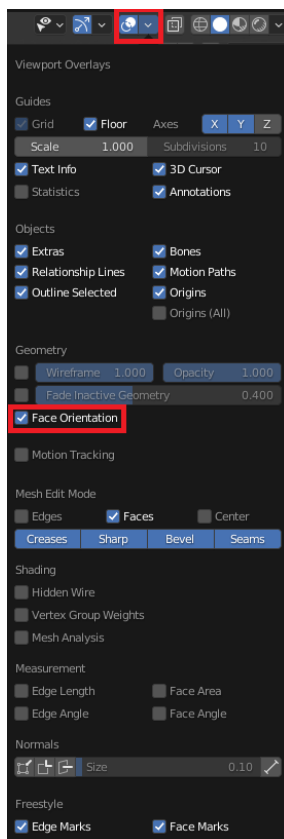 Viewport Overlays
Guides
Grid Floor Axes X Y Z
Scale 1.000 Subdivisions 10
Text Info 3D Cursor
Statistics Annotations
Objects
Extras Bones
Relationship Lines Motion Paths
Outline Selected Origins
Origins (All)
Geometry
Wireframe 1.000 Opacity 1.000
Fade Inactive Geometry 0.400
Face Orientation
Motion Tracking
Mesh Edit Mode
Edges Faces Center
Creases Sharp Bevel Seams
Shading
Hidden Wire
Vertex Group Weights
Mesh Analysis
Measurement
Edge Length Face Area
Edge Angle Face Angle
Normals
Size 0.10
Freestyle
Edge Marks Face Marks